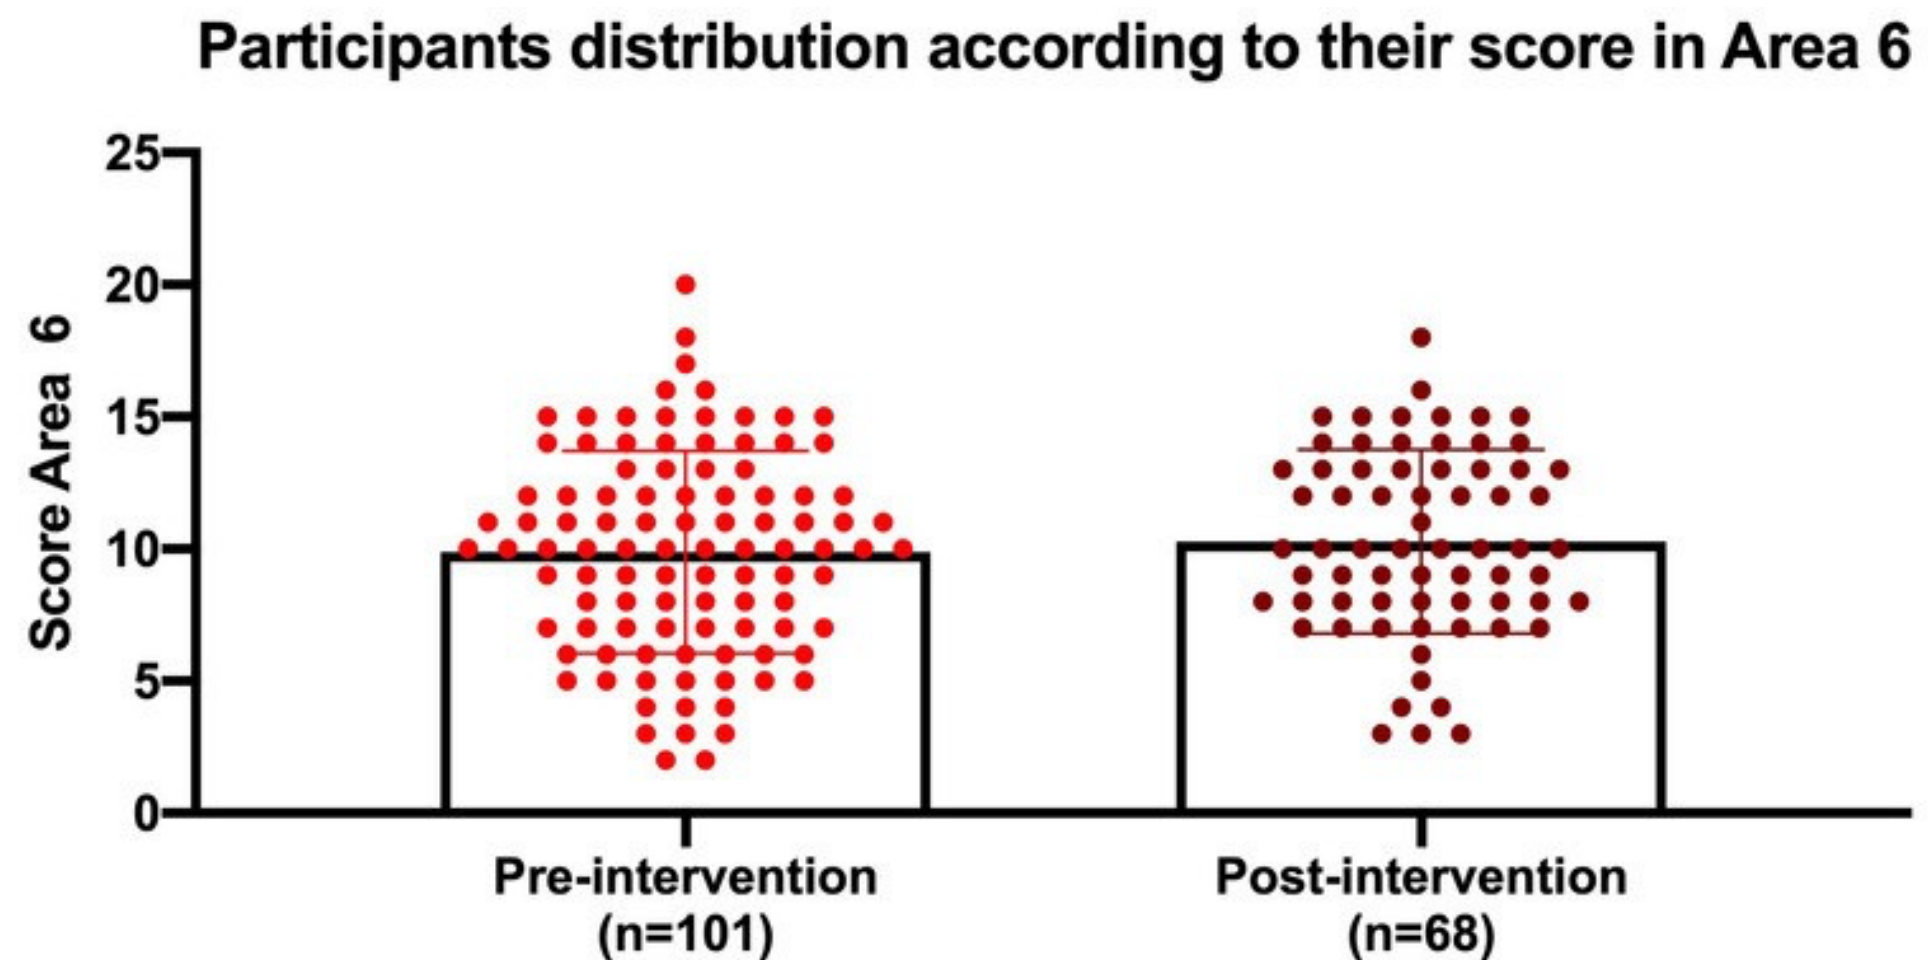 Participants distribution according to their score in Area 6
25
20
15
10
5
0
Score Area 6
Pre-intervention
(n=101)
Post-intervention
(n=68)